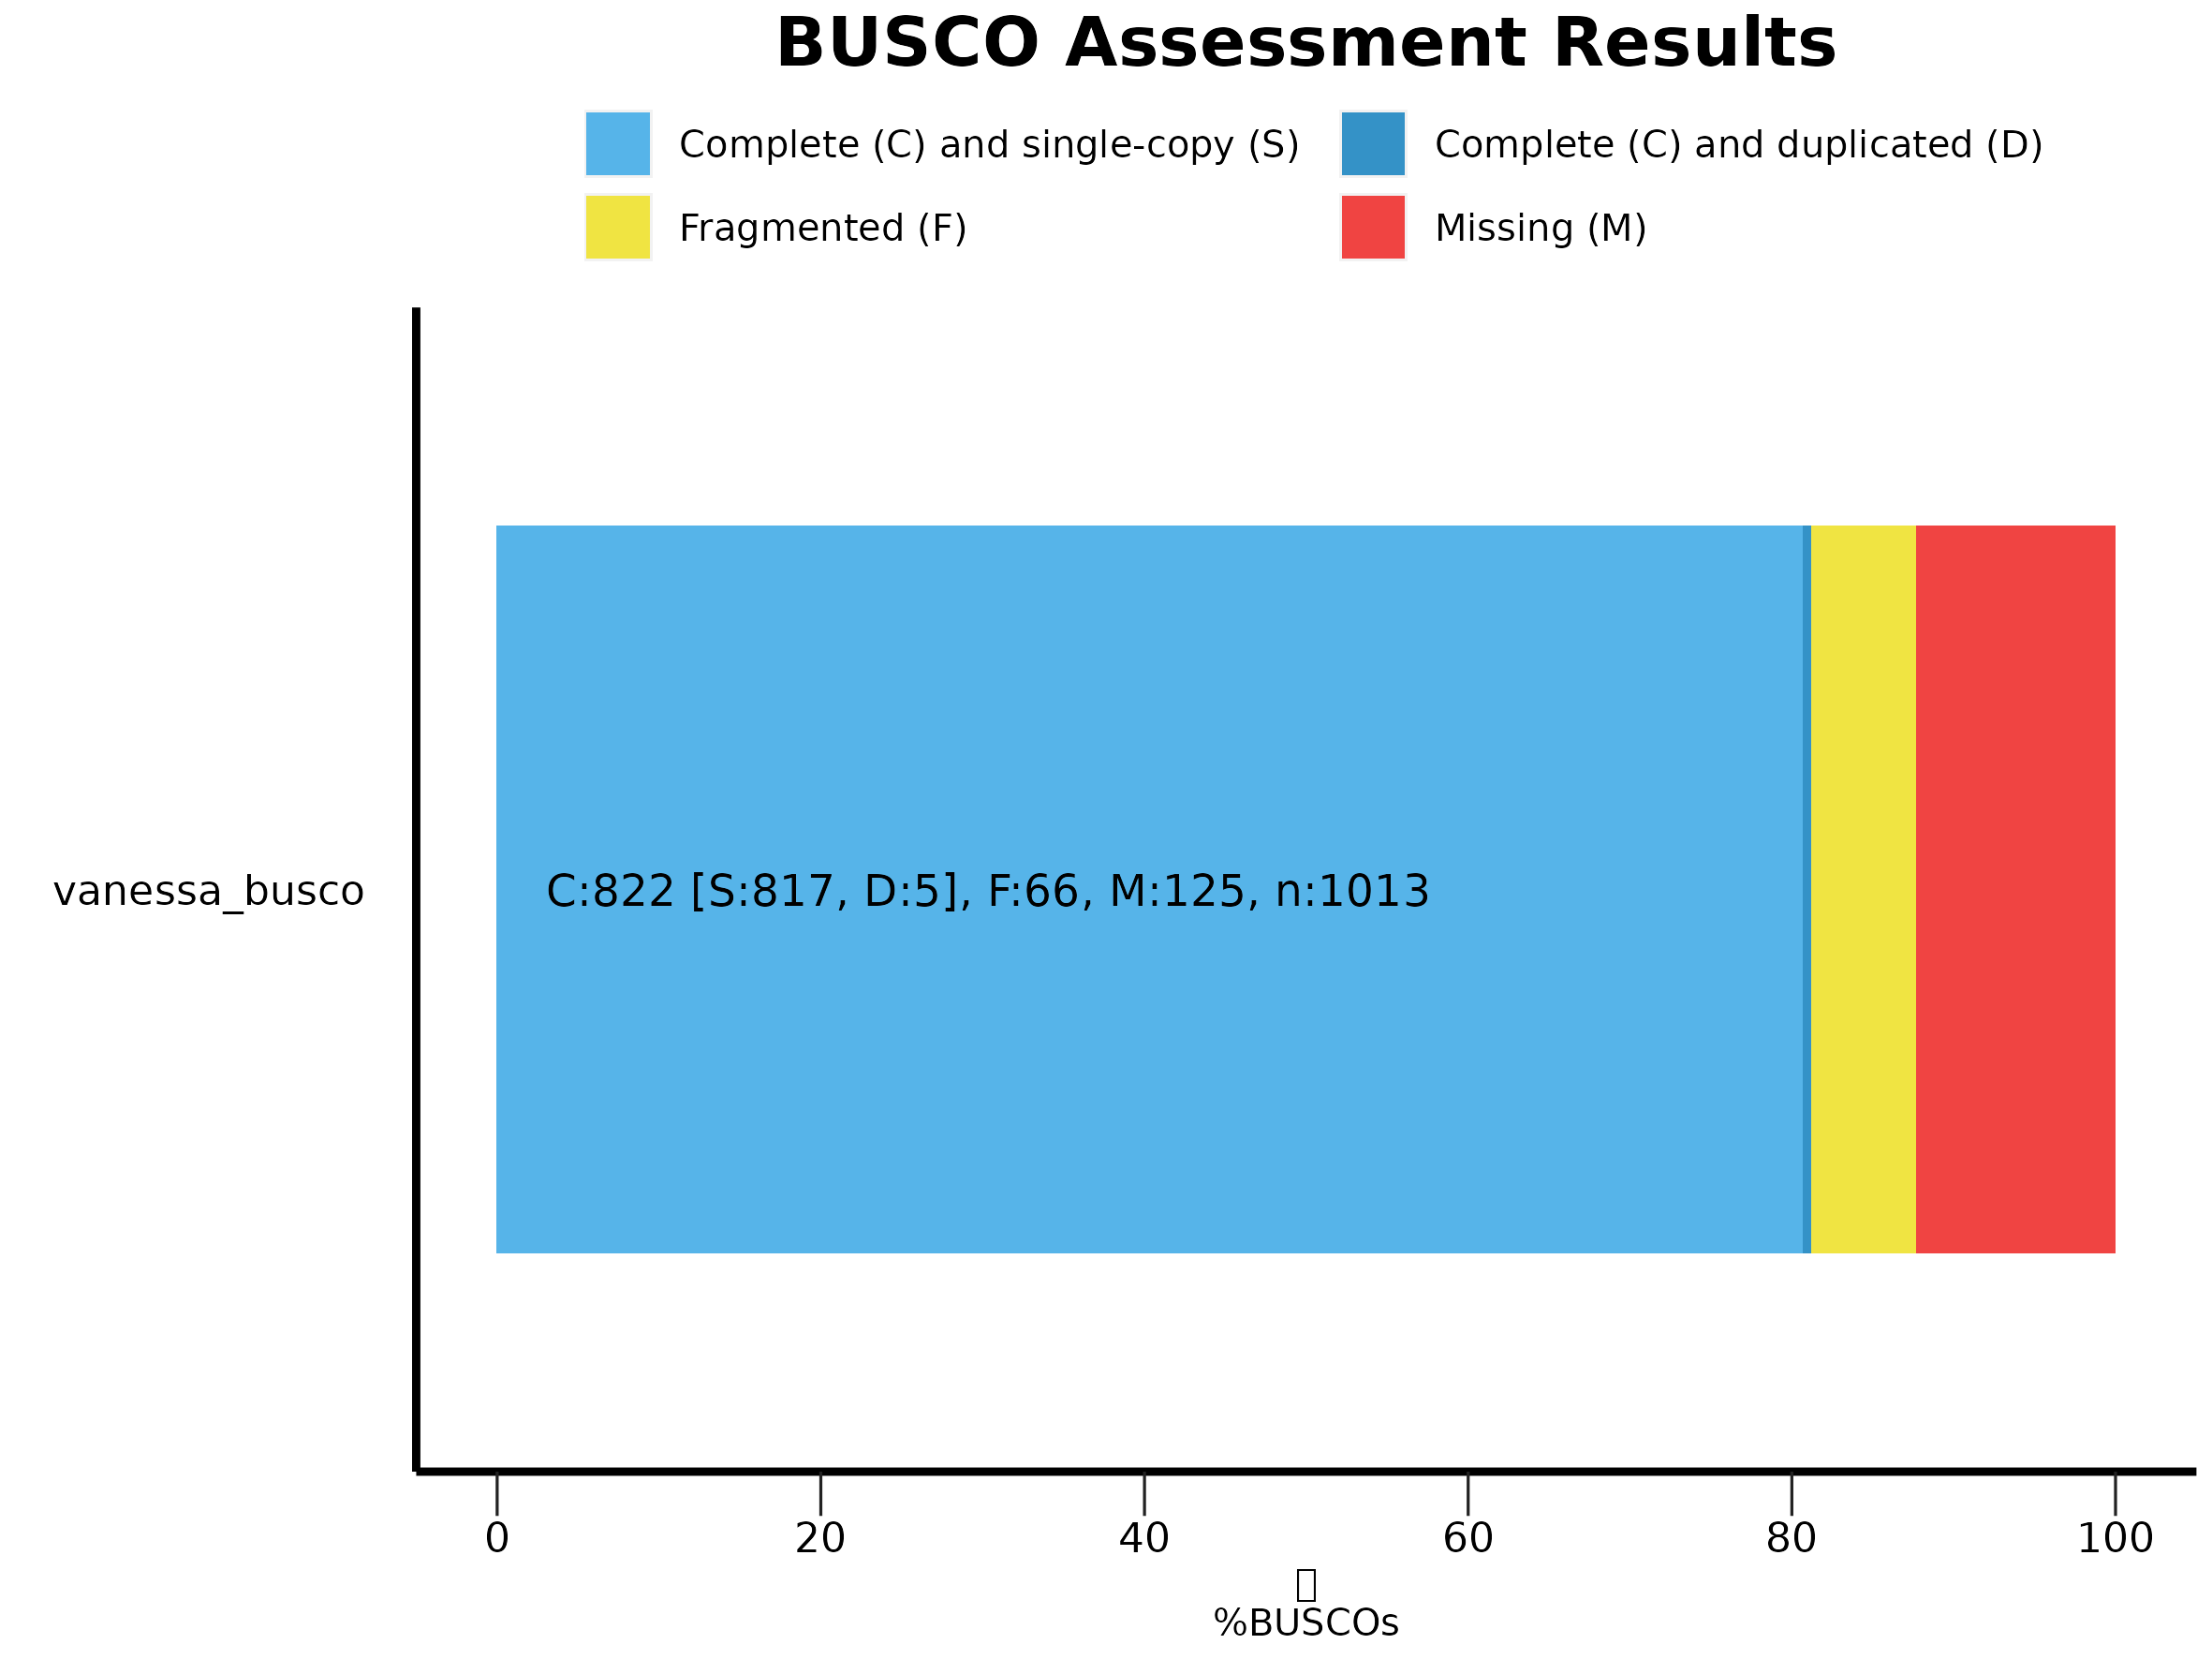 BUSCO Assessment Results
Complete (C) and single-copy (S)
Complete (C) and duplicated (D)
Fragmented (F)
Missing (M)
vanessa_busco
C:822 [S:817, D:5], F:66, M:125, n:1013
0 20 40 60 80 100
%BUSCOs